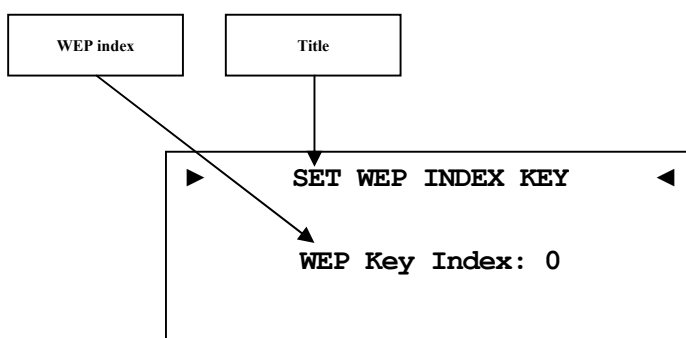 WEP index
Title
► SET WEP INDEX KEY ◄
WEP Key Index: 0